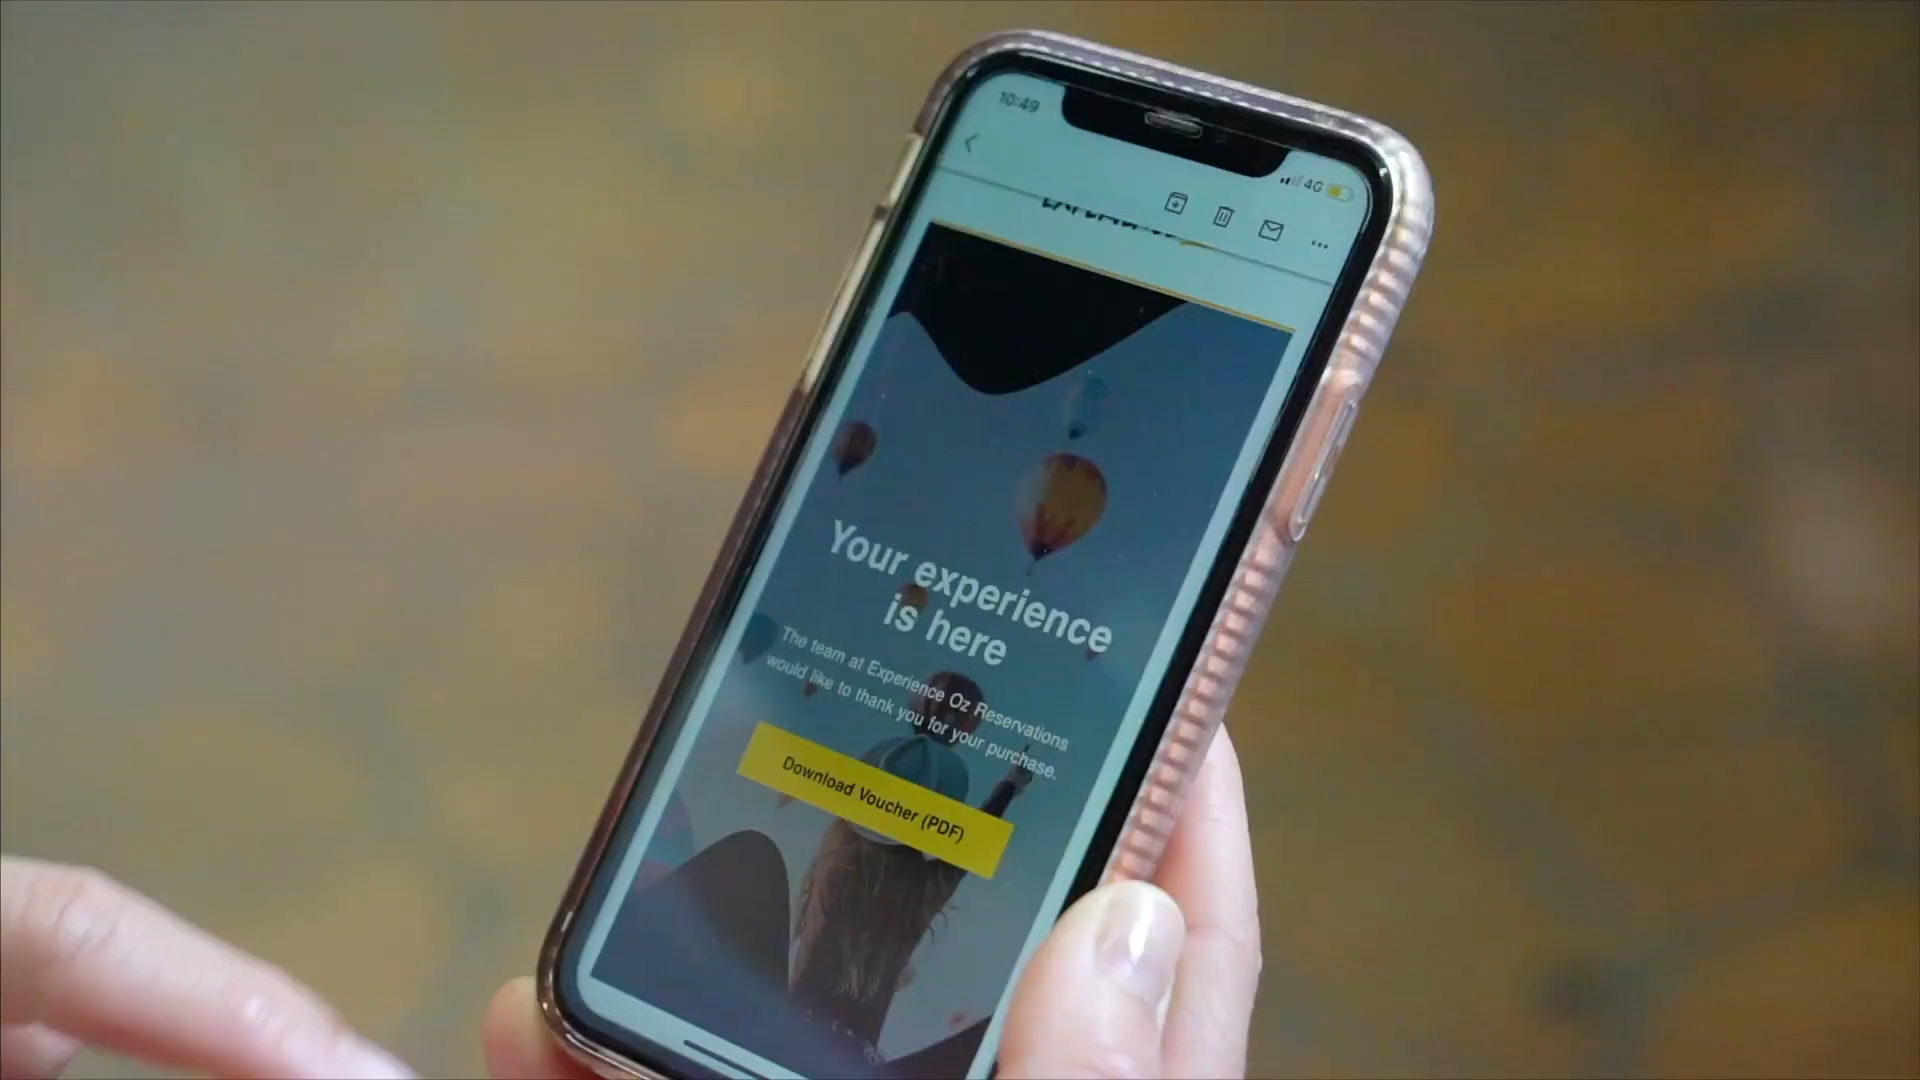 10:49
4G
Your experience
is here
The team at Experience Oz Reservations
would like to thank you for your purchase.
Download Voucher (PDF)